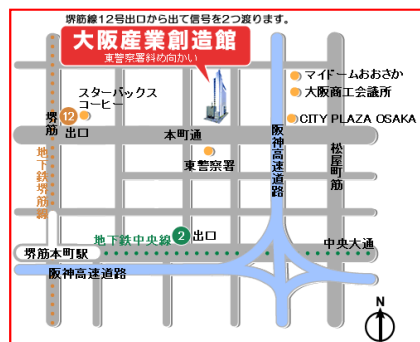 堺筋線12号出口から出て信号を2つ渡ります。
大阪産業創造館
東警察署斜め向かい
マイドームおおさか
大阪商工会議所
CITY PLAZA OSAKA
スターバックス
コーヒー
堺筋
12
出口
本町通
東警察署
阪神高速道路
松屋町筋
地下鉄堺筋線
地下鉄中央線
2
出口
中央大通
堺筋本町駅
阪神高速道路
N